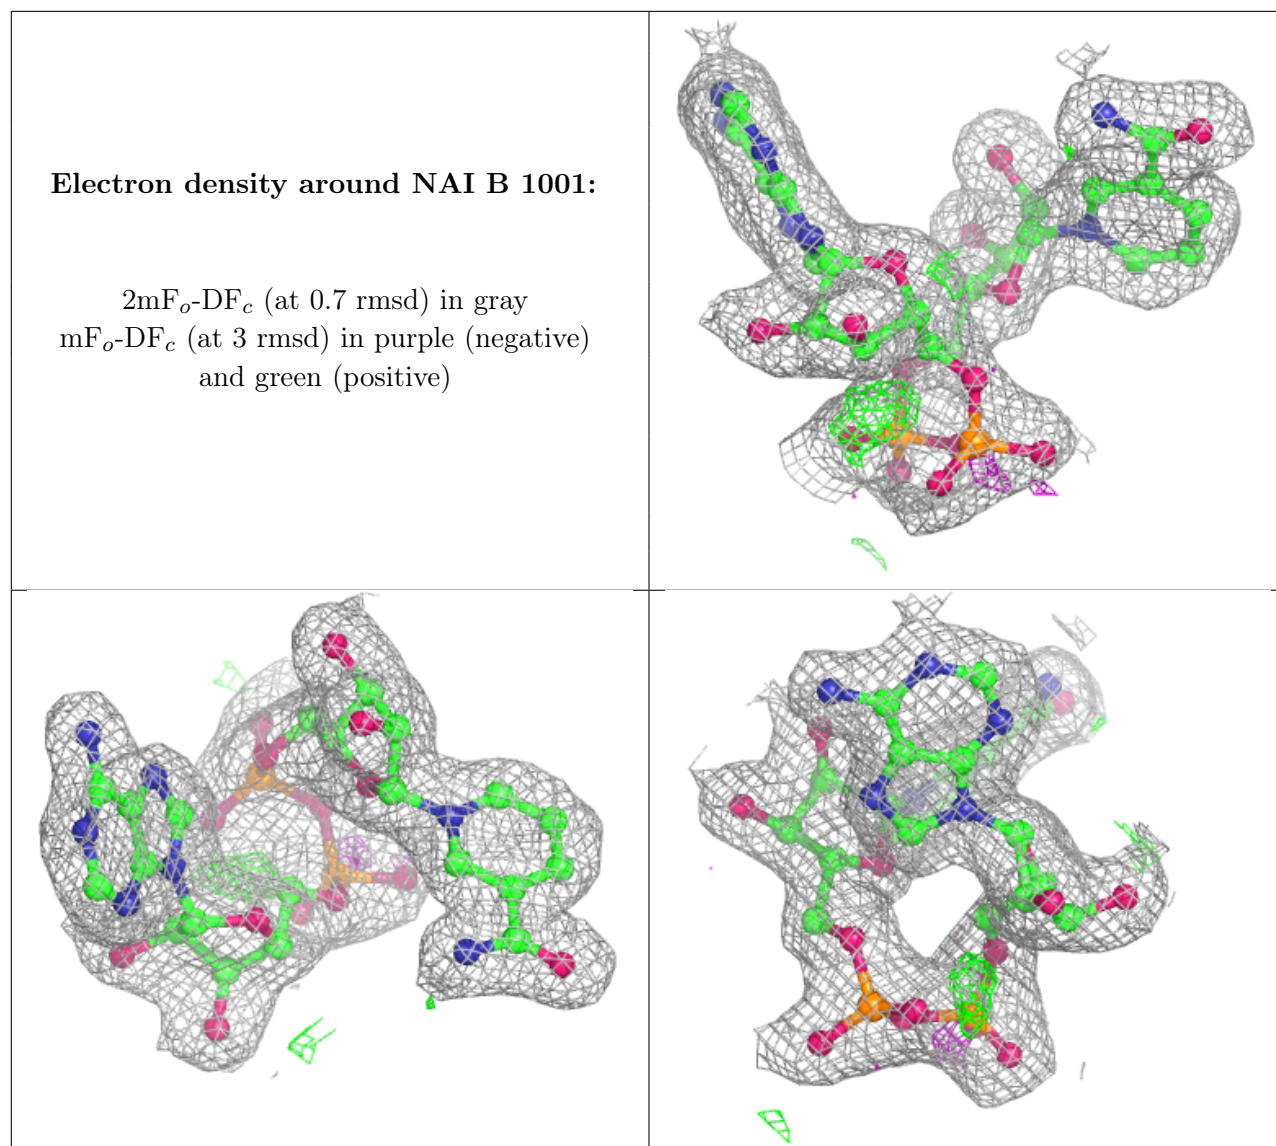 Electron density around NAI B 1001:
2mFₒ-DF𝒸 (at 0.7 rmsd) in gray
mFₒ-DF𝒸 (at 3 rmsd) in purple (negative)
and green (positive)